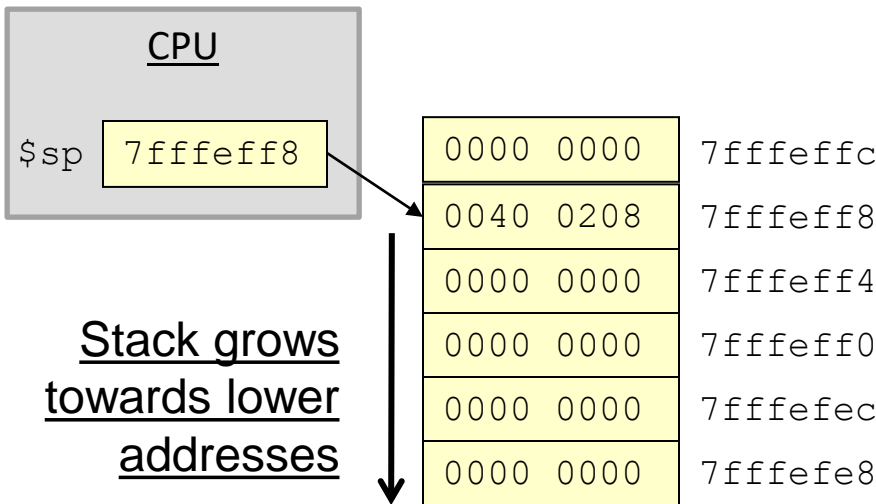 CPU
$sp 7fffeff8
0000 0000 7fffeffc
0040 0208 7fffeff8
0000 0000 7fffeff4
0000 0000 7fffeff0
0000 0000 7fffefec
0000 0000 7fffefe8
Stack grows
towards lower
addresses